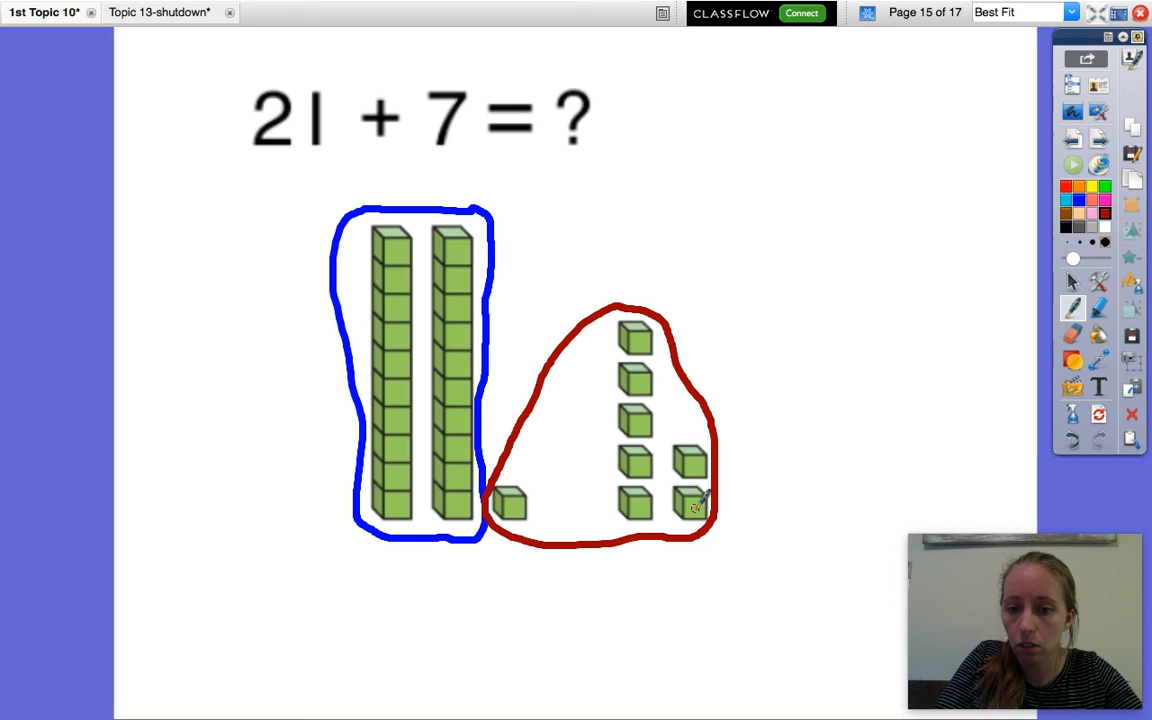 1st Topic 10*
Topic 13-shutdown*
CLASSFLOW Connect
Page 15 of 17
Best Fit
21 + 7 = ?
T